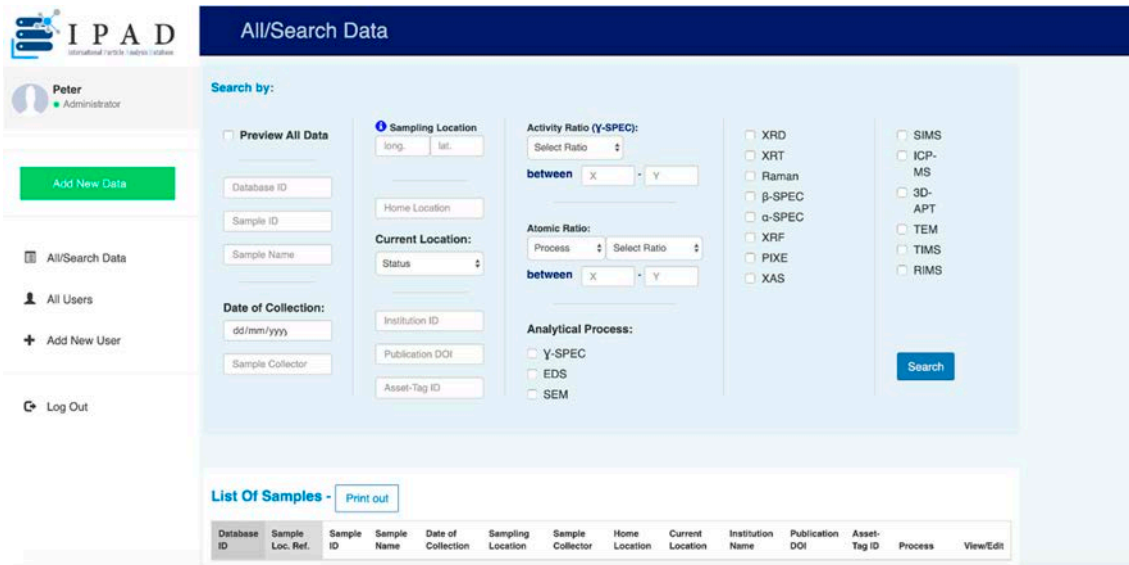 IPAD
International Particle Analysis Database
All/Search Data
Peter
Administrator
Add New Data
All/Search Data
All Users
Add New User
Log Out
Search by:
Preview All Data
Database ID
Sample ID
Sample Name
Date of Collection:
dd/mm/yyyy
Sample Collector
Sampling Location
long. lat.
Home Location
Current Location:
Status
Institution ID
Publication DOI
Asset-Tag ID
Activity Ratio (Ɣ-SPEC):
Select Ratio
between X - Y
Atomic Ratio:
Process Select Ratio
between X - Y
Analytical Process:
Ɣ-SPEC
EDS
SEM
XRD
XRT
Raman
β-SPEC
α-SPEC
XRF
PIXE
XAS
SIMS
ICP-
MS
3D-
APT
TEM
TIMS
RIMS
Search
List Of Samples - Print out
Database Sample Sample Sample Date of Sampling Sample Home Current Institution Publication Asset-
ID Loc. Ref. ID Name Collection Location Collector Location Location Name DOI Tag ID Process View/Edit